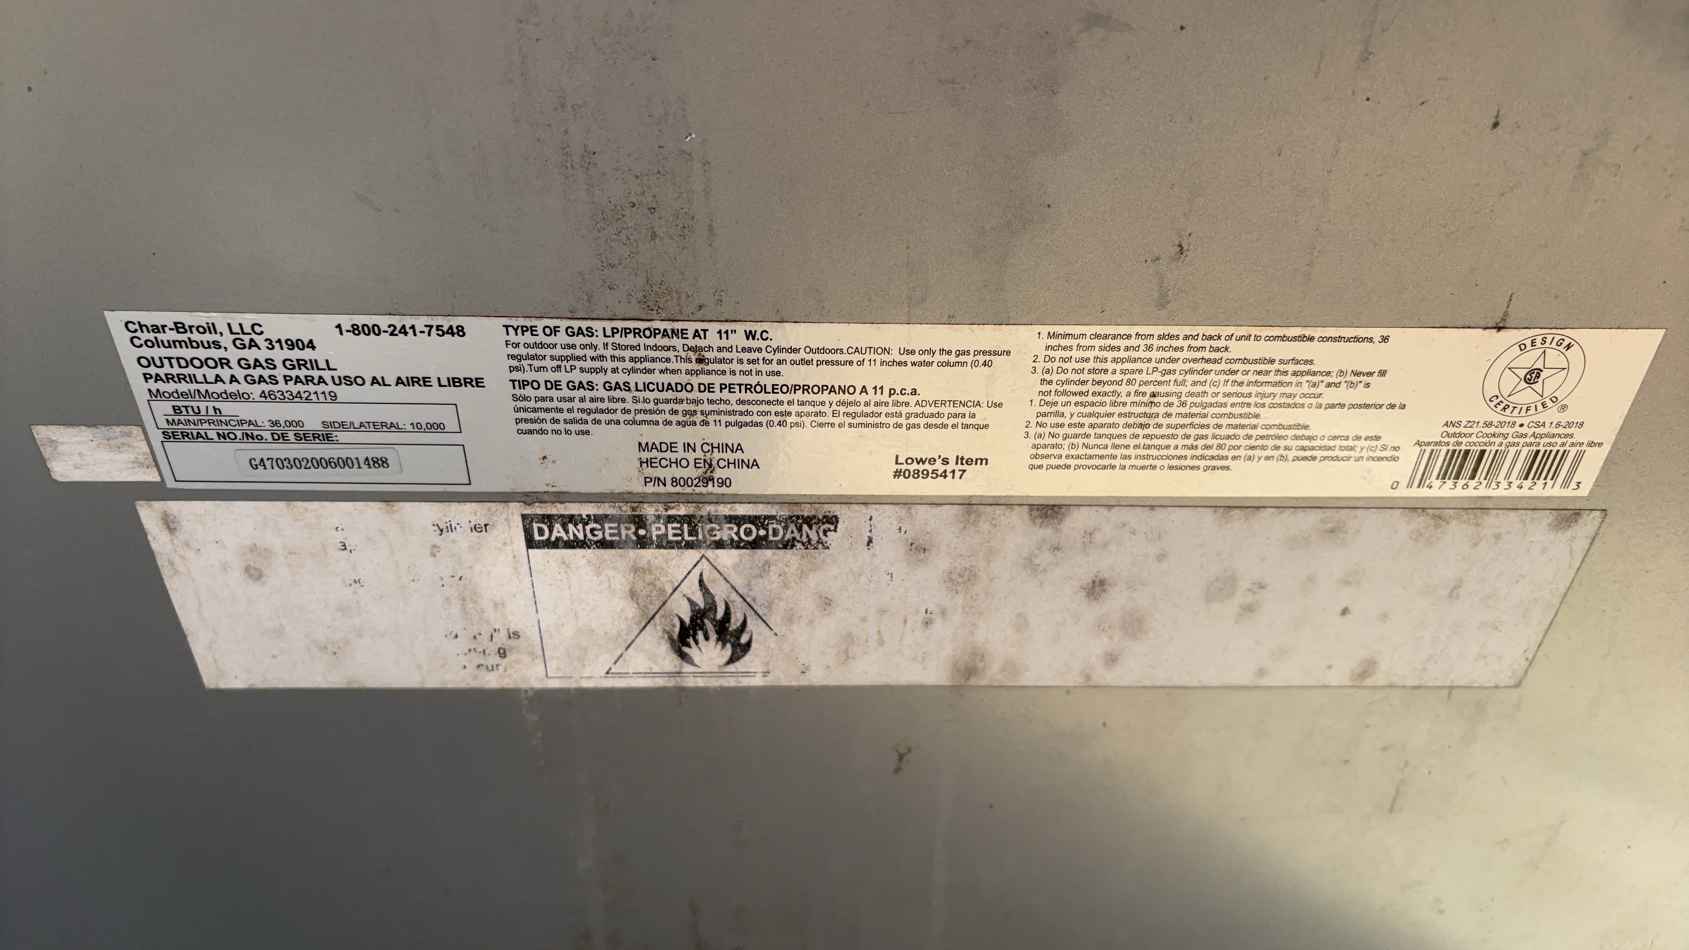 Char-Broil, LLC 1-800-241-7548
Columbus, GA 31904
OUTDOOR GAS GRILL
PARRILLA A GAS PARA USO AL AIRE LIBRE
Model/Modelo: 463342119
BTU / h
MAIN/PRINCIPAL: 36,000 SIDE/LATERAL: 10,000
SERIAL NO./No. DE SERIE:
G470302006001488
TYPE OF GAS: LP/PROPANE AT 11" W.C.
For outdoor use only. If Stored Indoors, Detach and Leave Cylinder Outdoors.CAUTION: Use only the gas pressure
regulator supplied with this appliance.This regulator is set for an outlet pressure of 11 inches water column (0.40
psi).Turn off LP supply at cylinder when appliance is not in use.
TIPO DE GAS: GAS LICUADO DE PETRÓLEO/PROPANO A 11 p.c.a.
Sólo para usar al aire libre. Si lo guarda bajo techo, desconecte el tanque y déjelo al aire libre. ADVERTENCIA: Use
únicamente el regulador de presión de gas suministrado con este aparato. El regulador está graduado para la
presión de salida de una columna de agua de 11 pulgadas (0.40 psi). Cierre el suministro de gas desde el tanque
cuando no lo use.
MADE IN CHINA
HECHO EN CHINA
P/N 80029190
Lowe's Item
#0895417
1. Minimum clearance from sides and back of unit to combustible constructions, 36
inches from sides and 36 inches from back.
2. Do not use this appliance under overhead combustible surfaces.
3. (a) Do not store a spare LP-gas cylinder under or near this appliance; (b) Never fill
the cylinder beyond 80 percent full; and (c) If the information in "(a)" and "(b)" is
not followed exactly, a fire causing death or serious injury may occur.
1. Deje un espacio libre mínimo de 36 pulgadas entre los costados o la parte posterior de la
parrilla, y cualquier estructura de material combustible.
2. No use este aparato debajo de superficies de material combustible.
3. (a) No guarde tanques de repuesto de gas licuado de petróleo debajo o cerca de este
aparato; (b) Nunca llene el tanque a más del 80 por ciento de su capacidad total; y (c) Si no
observa exactamente las instrucciones indicadas en (a) y en (b), puede producir un incendio
que puede provocarle la muerte o lesiones graves.
DESIGN
CERTIFIED ®
ANS Z21.58-2018 • CSA 1.6-2018
Outdoor Cooking Gas Appliances.
Aparatos de cocción a gas para uso al aire libre
0 47362 33421 3
DANGER•PELIGRO•DANG
3.
" is